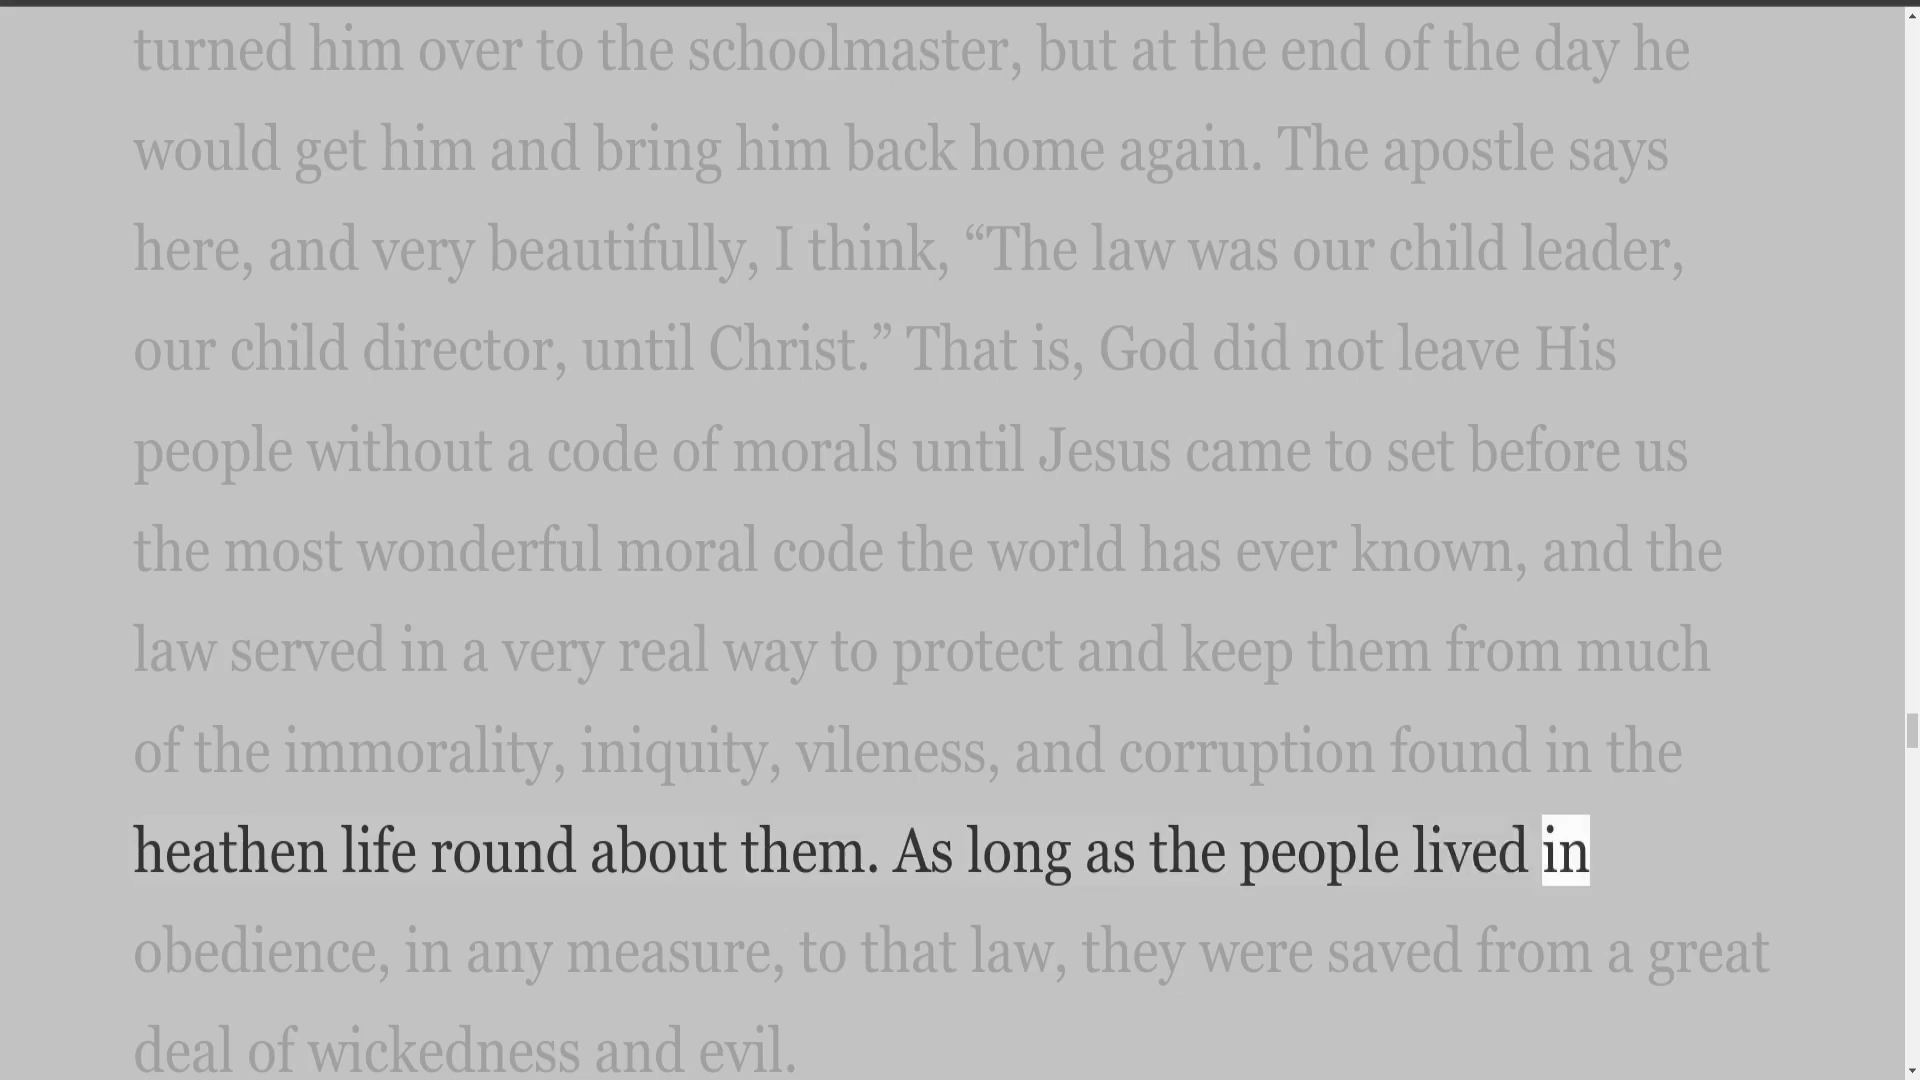 turned him over to the schoolmaster, but at the end of the day he
would get him and bring him back home again. The apostle says
here, and very beautifully, I think, “The law was our child leader,
our child director, until Christ.” That is, God did not leave His
people without a code of morals until Jesus came to set before us
the most wonderful moral code the world has ever known, and the
law served in a very real way to protect and keep them from much
of the immorality, iniquity, vileness, and corruption found in the
heathen life round about them. As long as the people lived in
obedience, in any measure, to that law, they were saved from a great
deal of wickedness and evil.